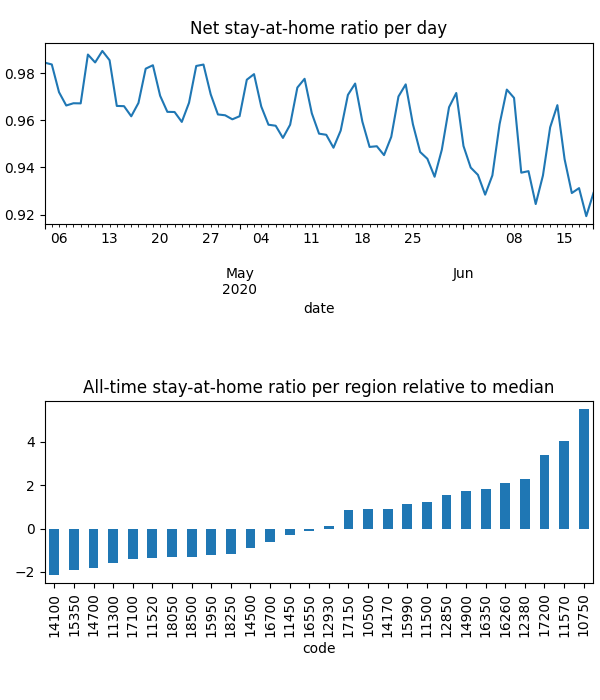 Net stay-at-home ratio per day
0.98
0.96
0.94
0.92
06 13 20 27 04 11 18 25 08 15
May Jun
2020
date
All-time stay-at-home ratio per region relative to median
4
2
0
−2
14100 15350 14700 11300 17100 11520 18050 18500 15950 18250 14500 16700 11450 16550 12930 17150 10500 14170 15990 11500 12850 14900 16350 16260 12380 17200 11570 10750
code